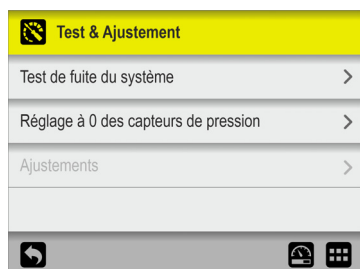 Test & Ajustement
Test de fuite du système
Réglage à 0 des capteurs de pression
Ajustements